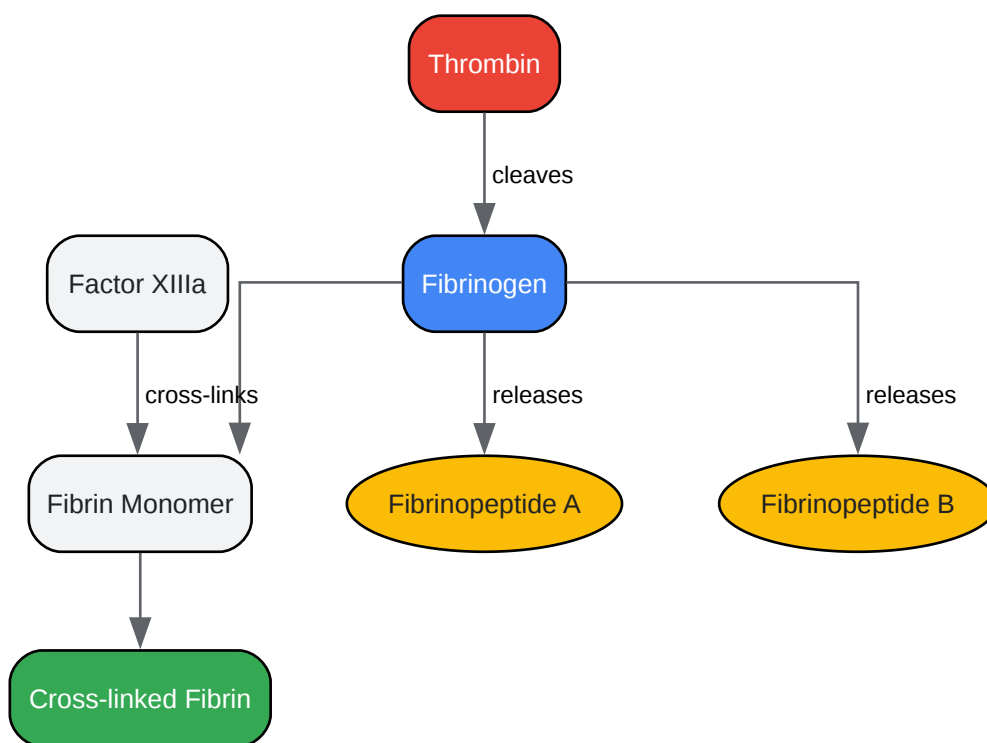 Thrombin
cleaves
Factor XIIIa
Fibrinogen
cross-links
releases
releases
Fibrin Monomer
Fibrinopeptide A
Fibrinopeptide B
Cross-linked Fibrin